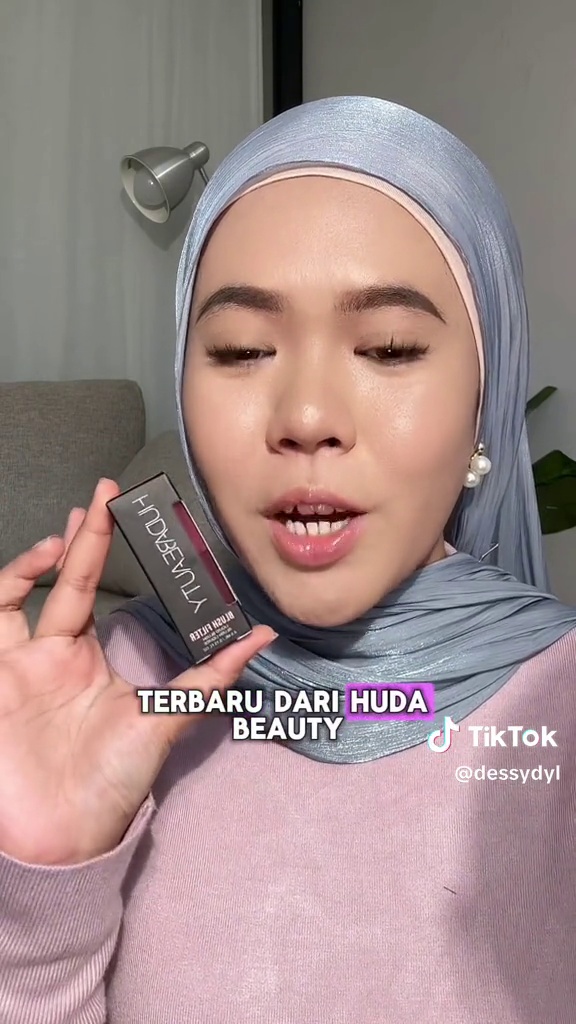 HUDABEAUTY
BLUSH FILTER
TERBARU DARI HUDA
BEAUTY
TikTok
@dessydyl